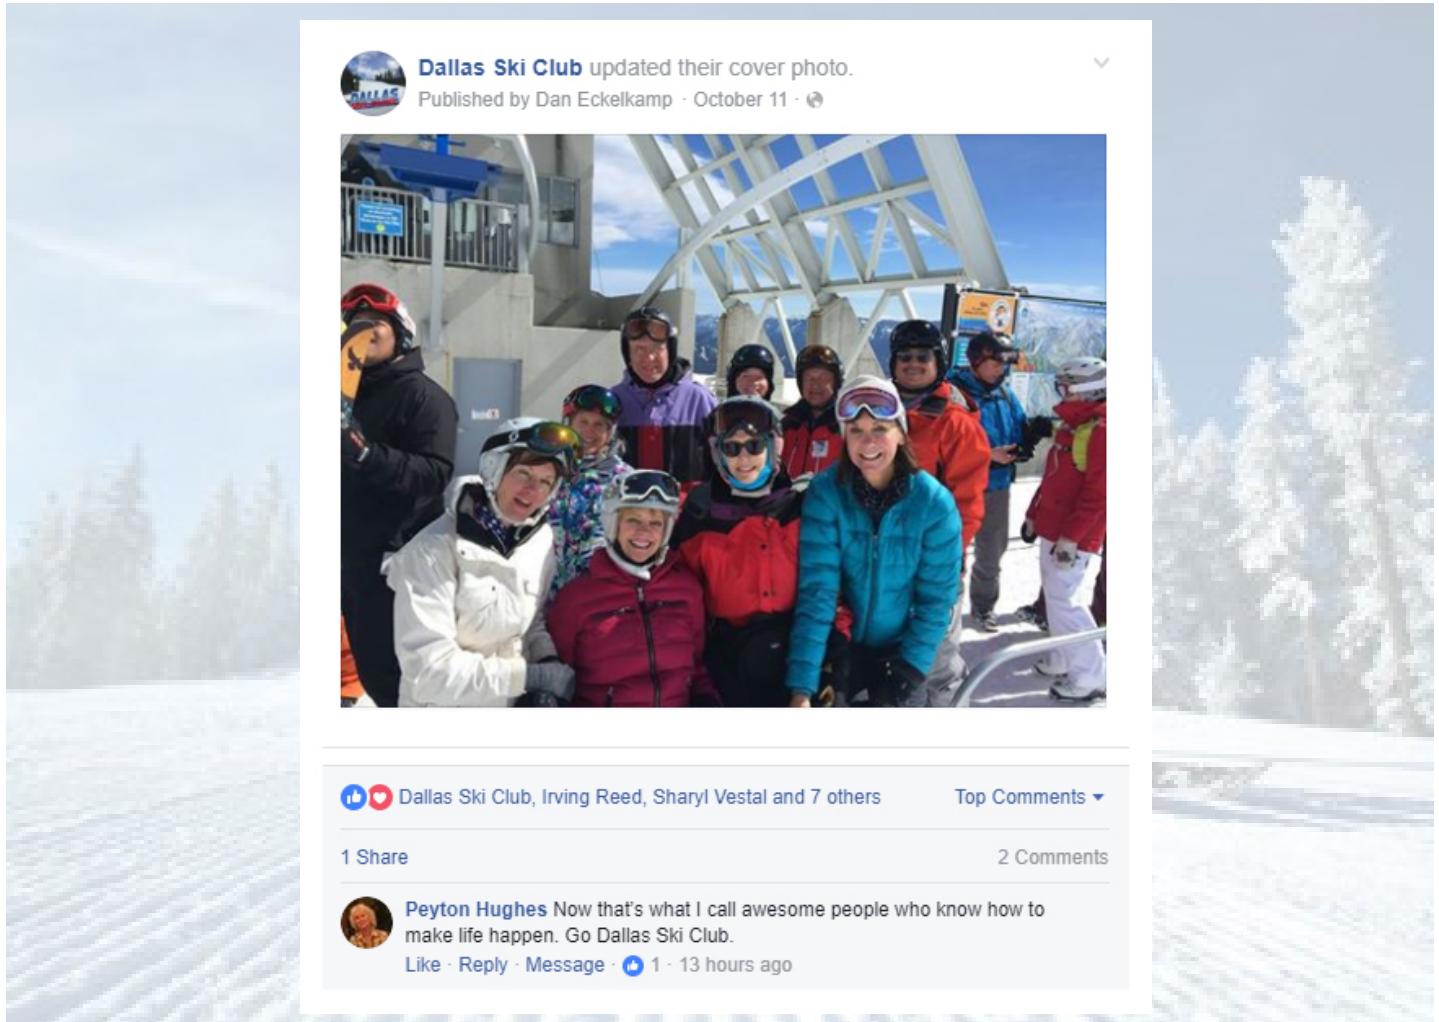 Dallas Ski Club updated their cover photo.
Published by Dan Eckelkamp · October 11 ·
DALLAS
Dallas Ski Club, Irving Reed, Sharyl Vestal and 7 others
Top Comments
1 Share
2 Comments
Peyton Hughes Now that's what I call awesome people who know how to
make life happen. Go Dallas Ski Club.
Like · Reply · Message · 1 · 13 hours ago